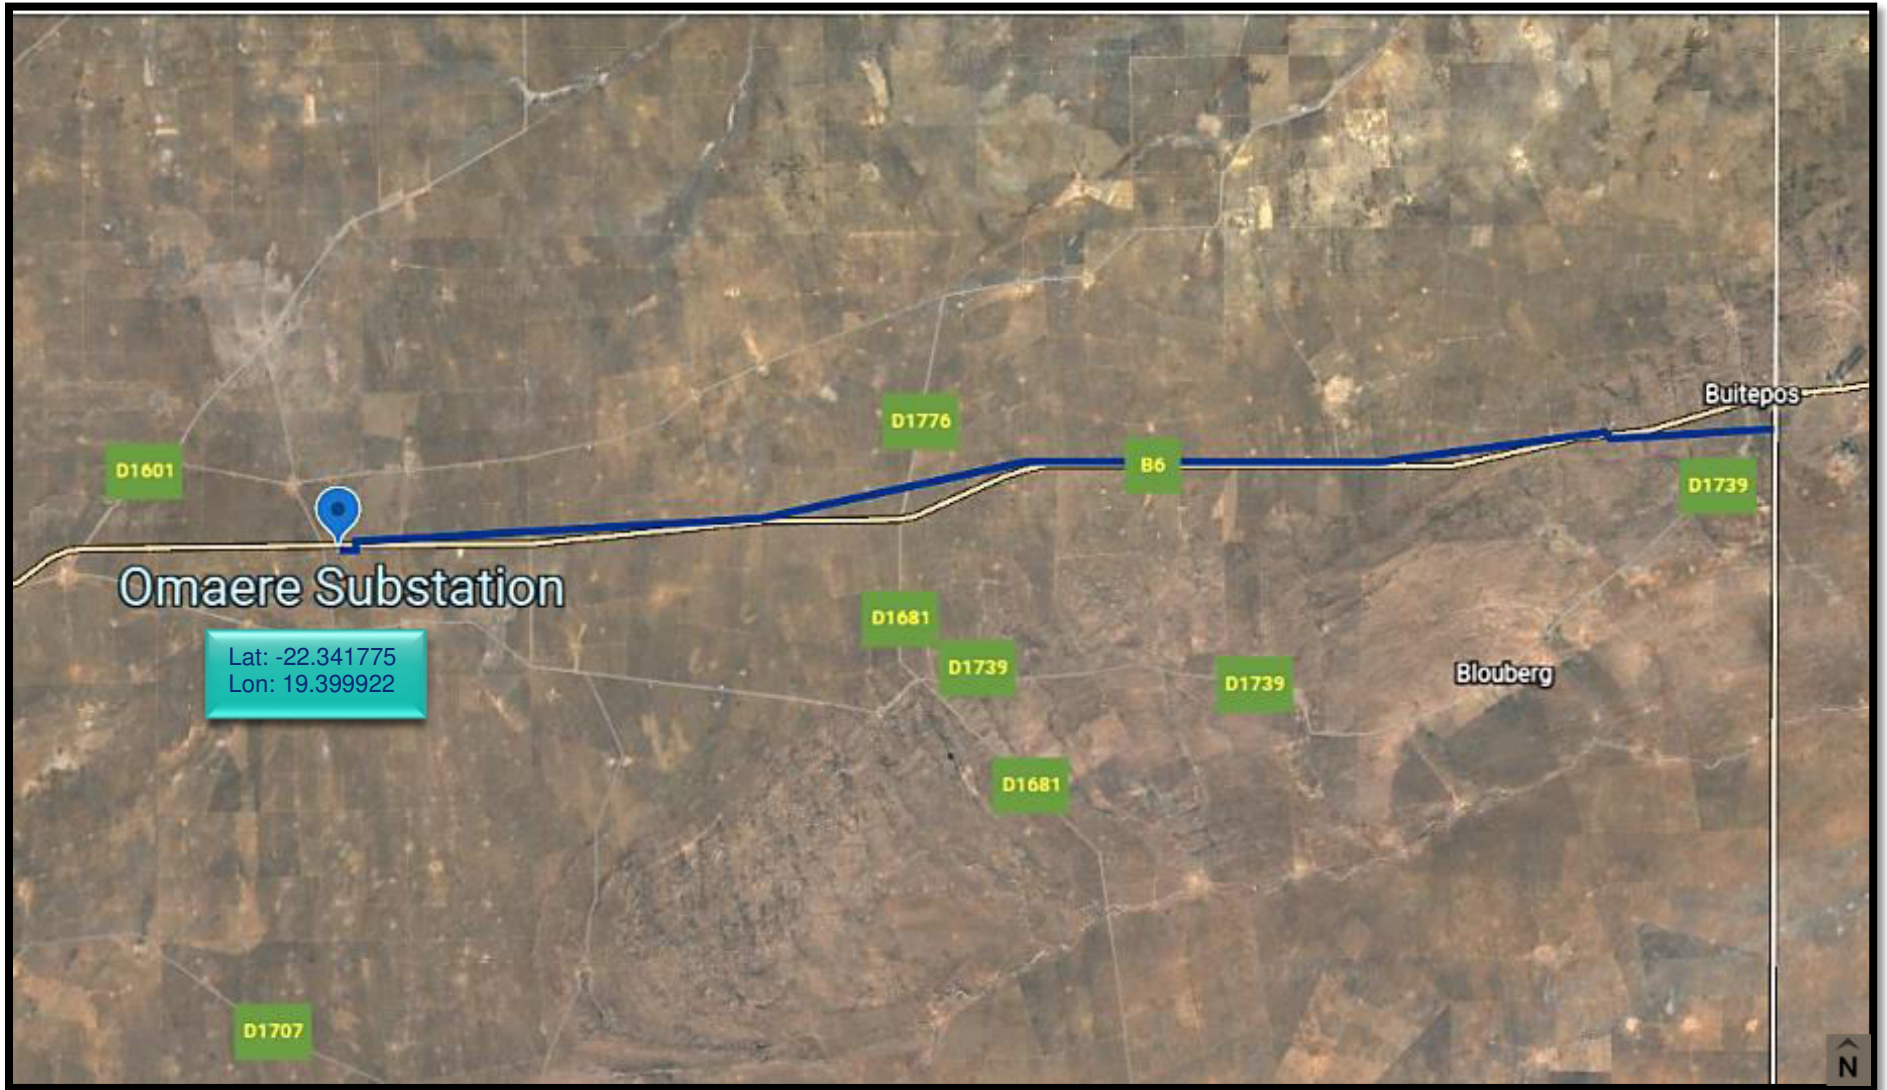 Buitepos
D1776
D1601
B6
D1739
Omaere Substation
D1681
Lat: -22.341775
Lon: 19.399922
D1739
D1739
Blouberg
D1681
D1707
N